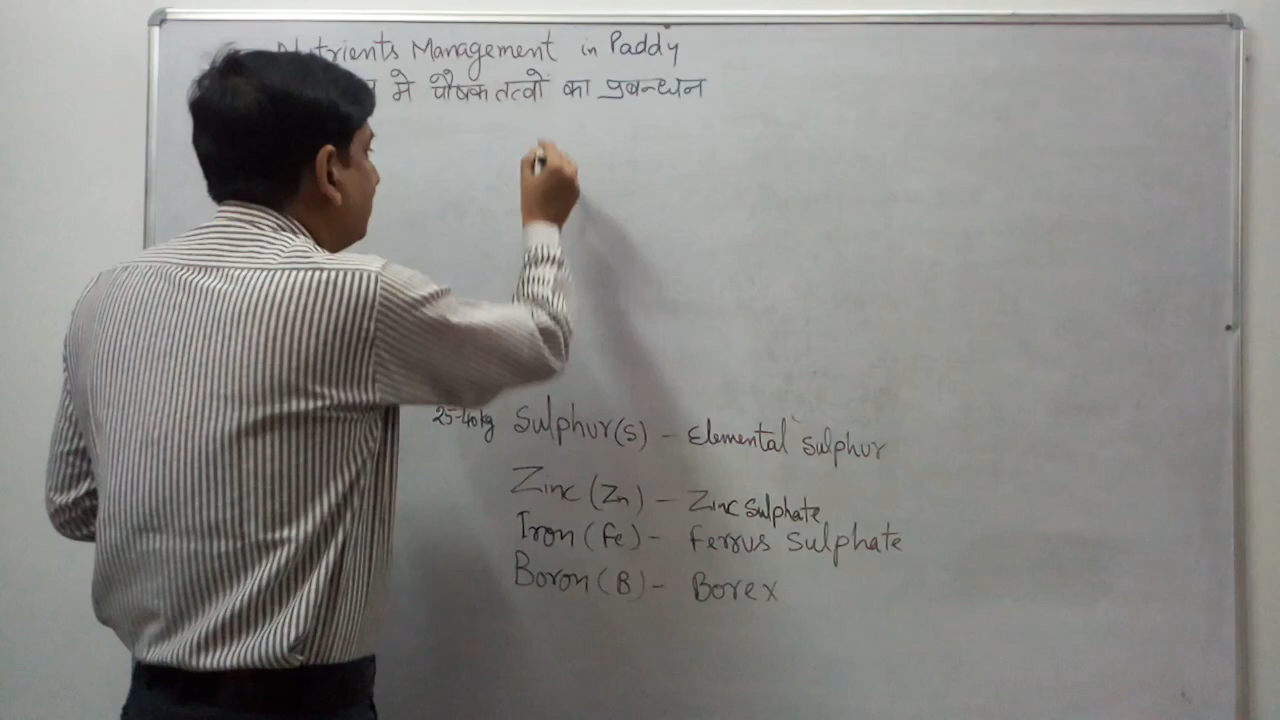 Nutrients Management in Paddy
मे पौषक तत्वों का प्रबन्धन
25-40kg Sulphur(S) - Elemental Sulphur
Zinc (Zn) - Zinc Sulphate
Iron (Fe) - Ferrus Sulphate
Boron (B) - Borex